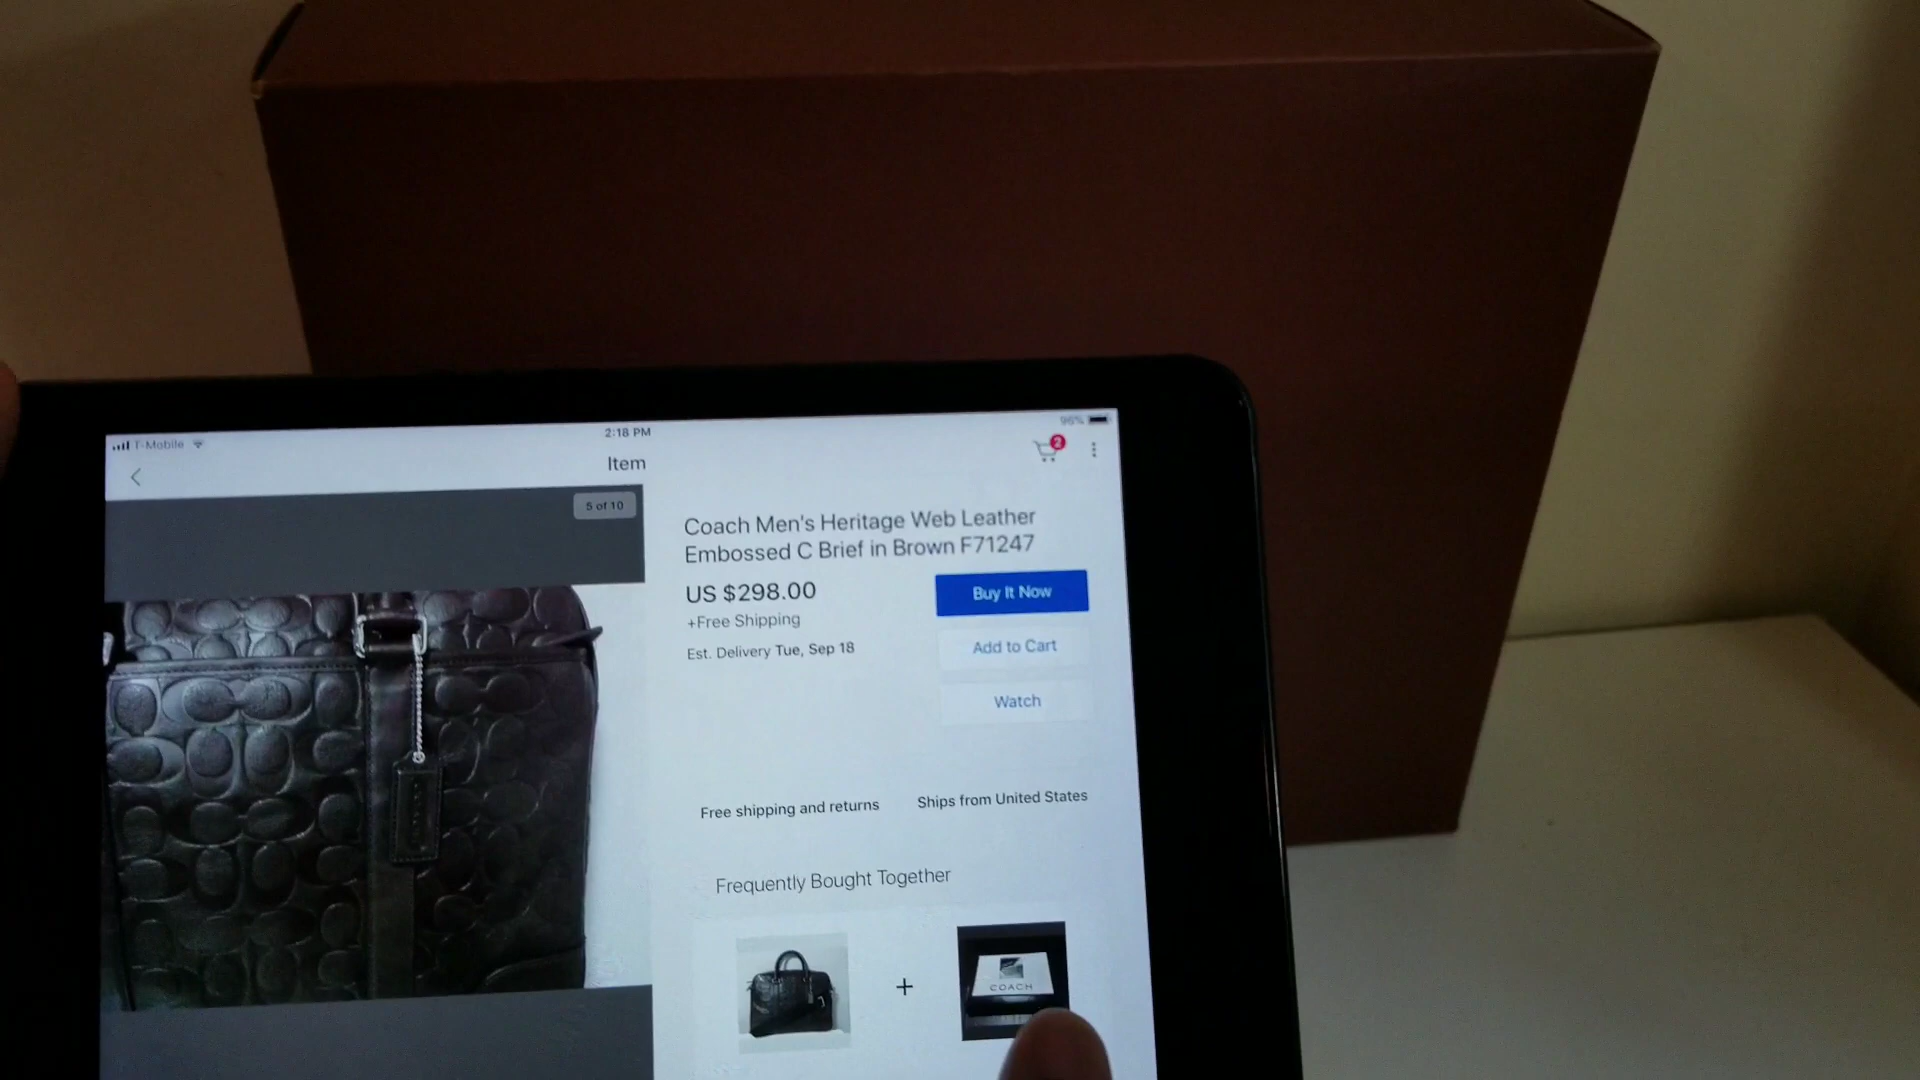 T-Mobile
2:18 PM
96%
Item
2
5 of 10
Coach Men's Heritage Web Leather
Embossed C Brief in Brown F71247
US $298.00
Buy It Now
+Free Shipping
Add to Cart
Est. Delivery Tue, Sep 18
Watch
Free shipping and returns
Ships from United States
Frequently Bought Together
+
COACH